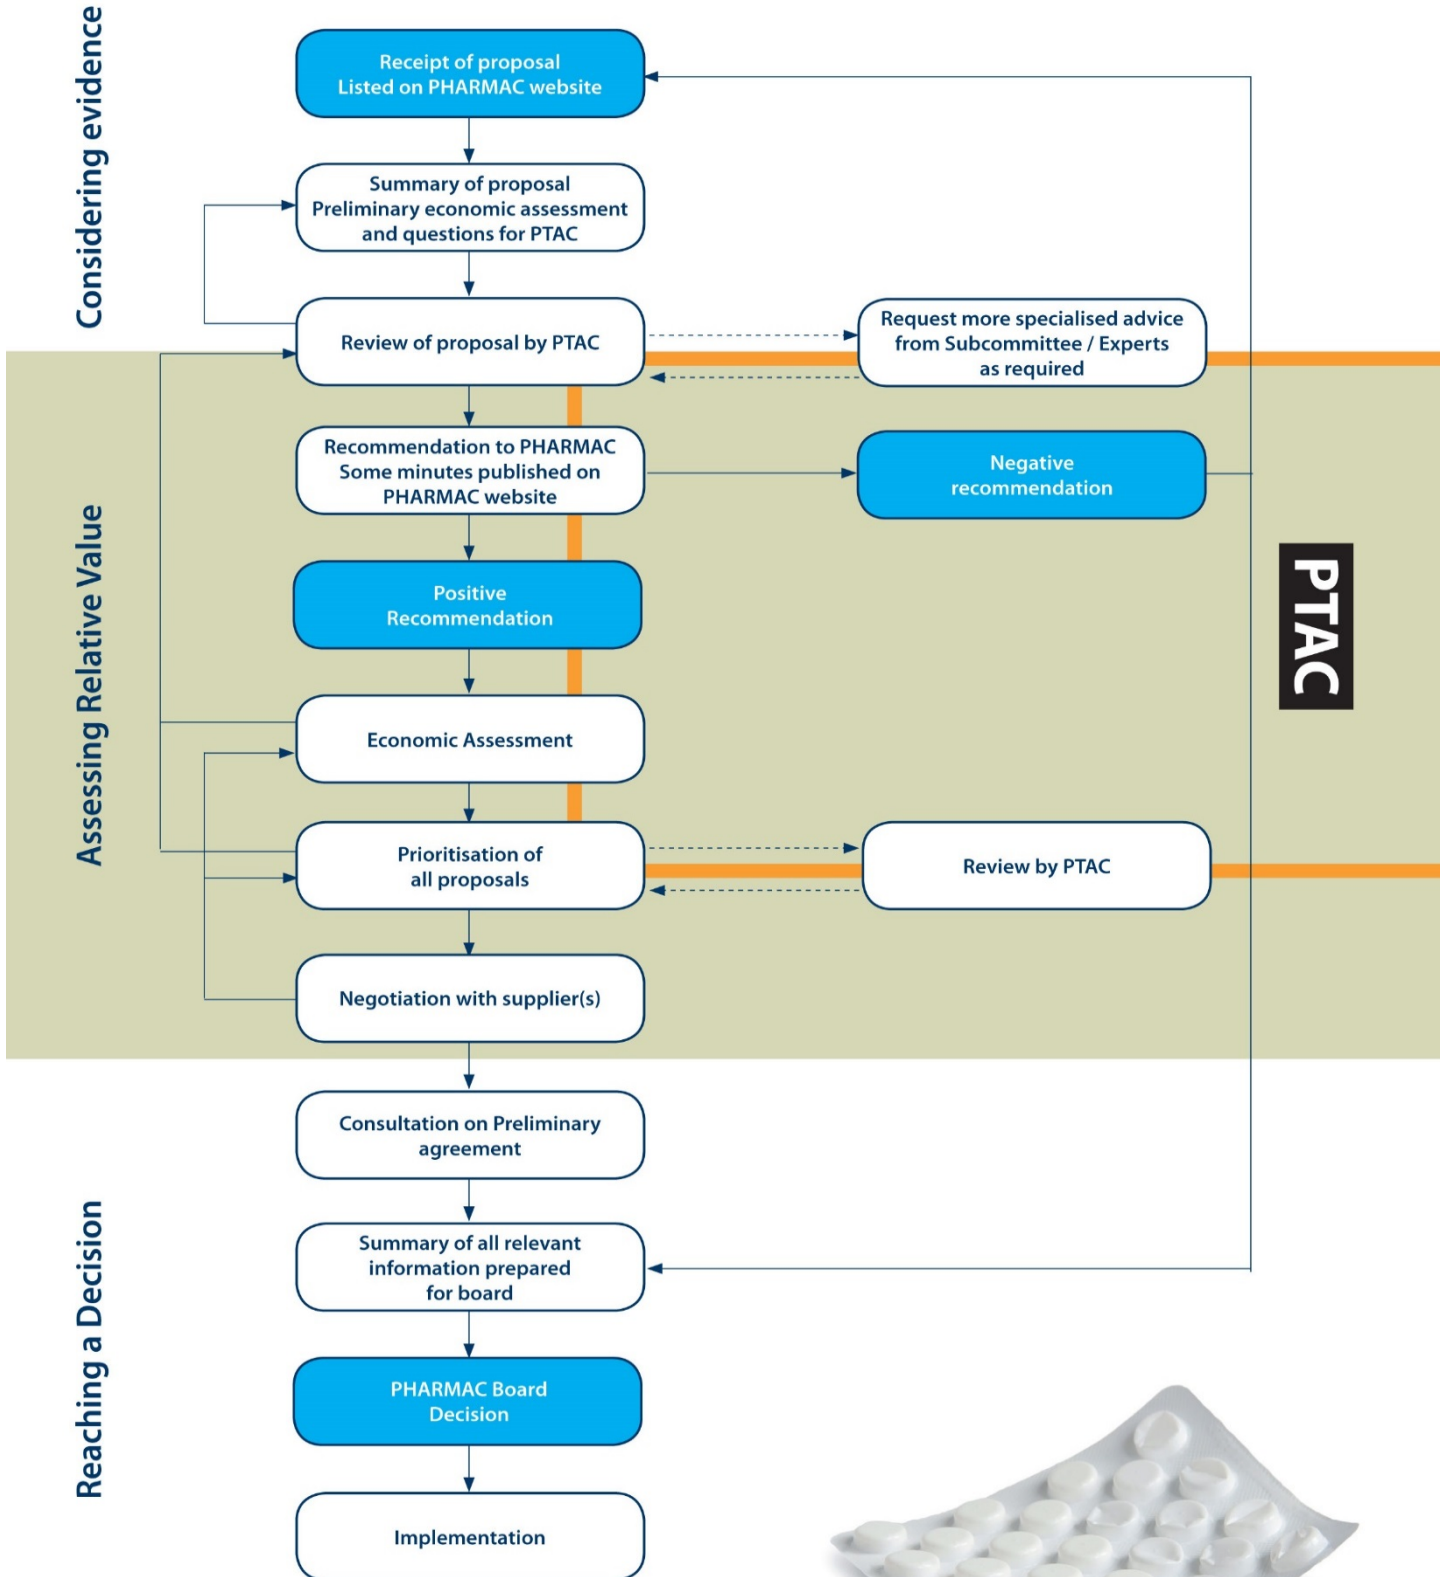 Considering evidence
Receipt of proposal
Listed on PHARMAC website
Summary of proposal
Preliminary economic assessment
and questions for PTAC
Review of proposal by PTAC
Request more specialised advice
from Subcommittee / Experts
as required
Assessing Relative Value
Recommendation to PHARMAC
Some minutes published on
PHARMAC website
Negative
recommendation
PTAC
Positive
Recommendation
Economic Assessment
Prioritisation of
all proposals
Review by PTAC
Negotiation with supplier(s)
Reaching a Decision
Consultation on Preliminary
agreement
Summary of all relevant
information prepared
for board
PHARMAC Board
Decision
Implementation